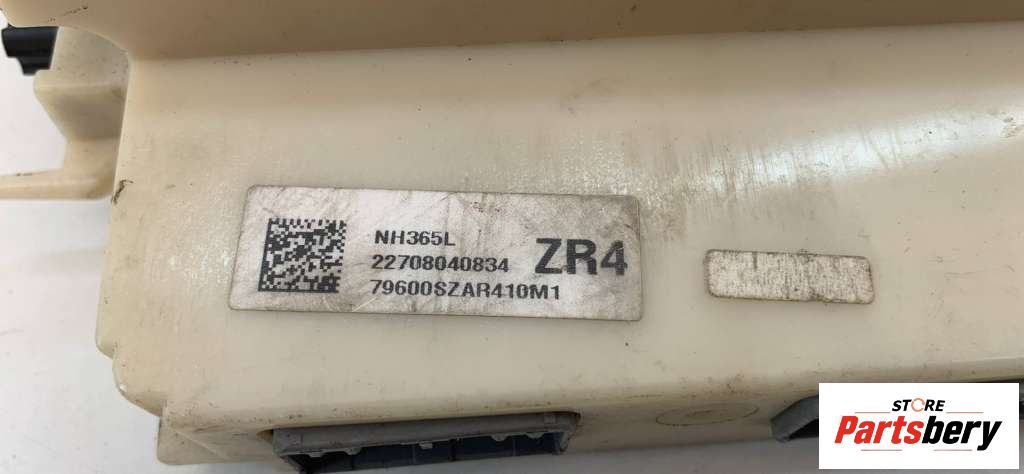 NH365L
ZR4
22708040834
79600SZAR410M1
STORE
Partsbery